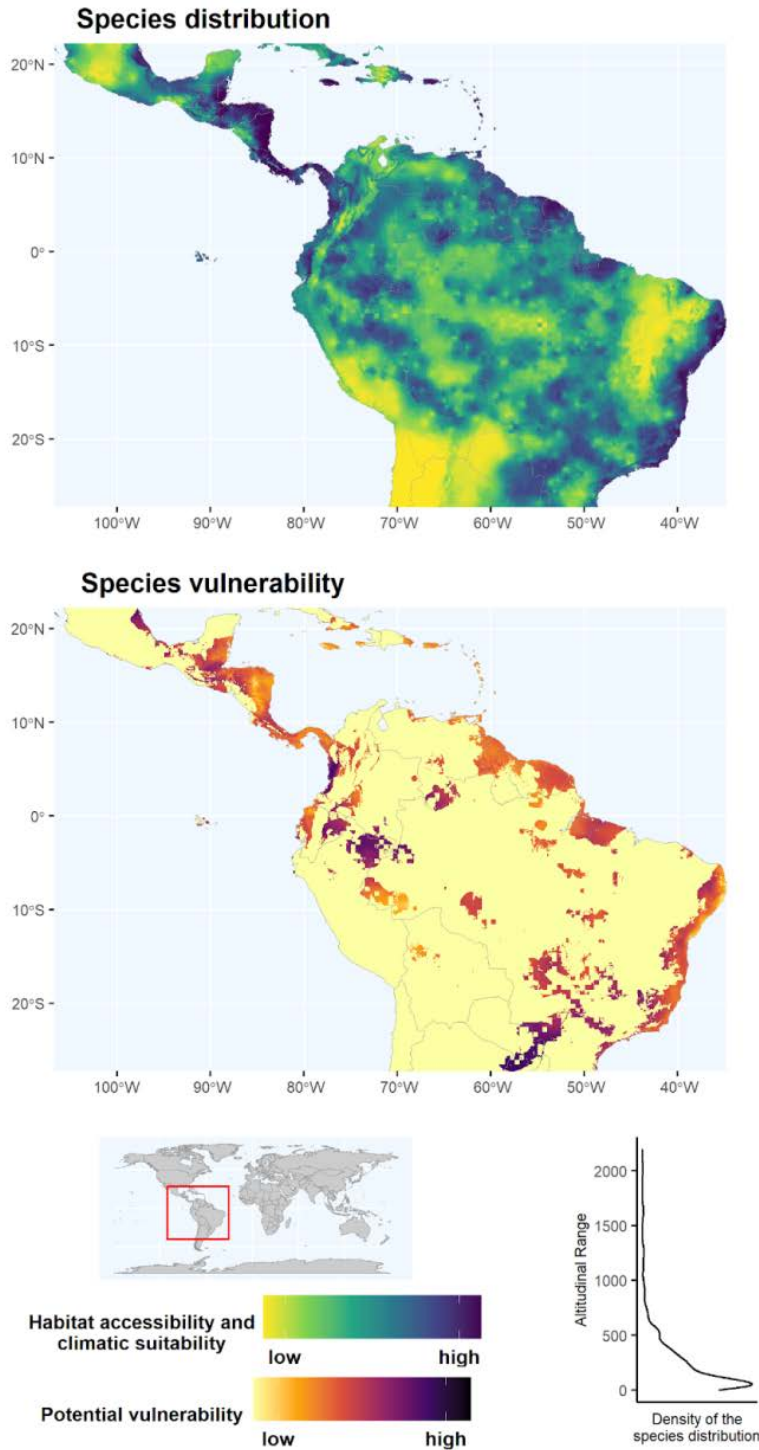 Species distribution
20°N
10°N
0°
10°S
20°S
100°W 90°W 80°W 70°W 60°W 50°W 40°W
Species vulnerability
20°N
10°N
0°
10°S
20°S
100°W 90°W 80°W 70°W 60°W 50°W 40°W
Habitat accessibility and
climatic suitability
low high
Potential vulnerability
low high
Altitudinal Range
2000
1500
1000
500
0
Density of the
species distribution